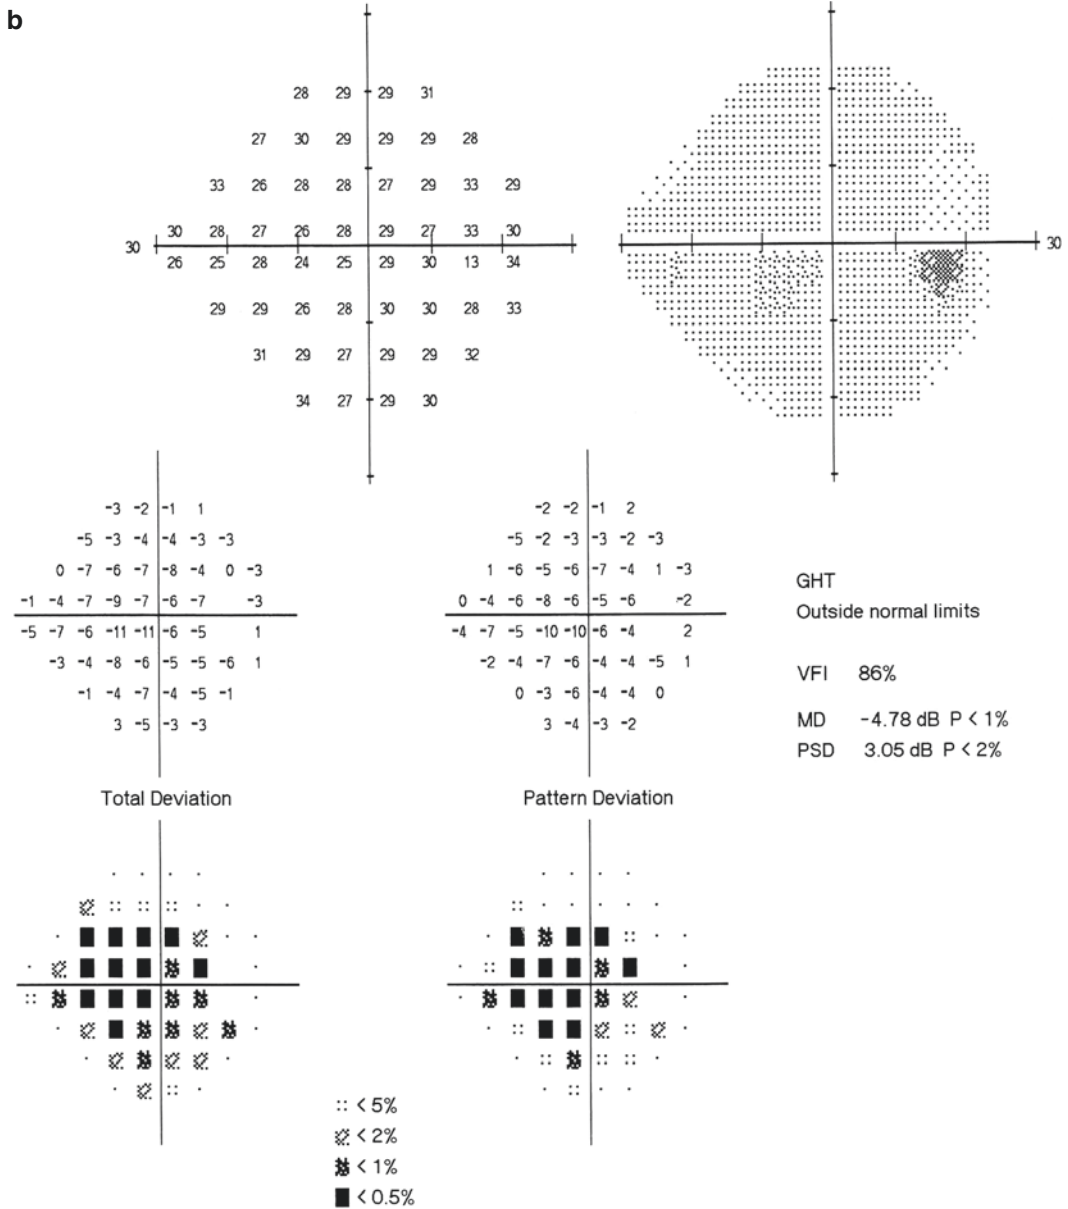 b
28 29 29 31
27 30 29 29 29 28
33 26 28 28 27 29 33 29
30 28 27 26 28 29 27 33 30
30
30
26 25 28 24 25 29 30 13 34
29 29 26 28 30 30 28 33
31 29 27 29 29 32
34 27 29 30
-3 -2 -1 1
-5 -3 -4 -4 -3 -3
0 -7 -6 -7 -8 -4 0 -3
-1 -4 -7 -9 -7 -6 -7 -3
-5 -7 -6 -11 -11 -6 -5 1
-3 -4 -8 -6 -5 -5 -6 1
-1 -4 -7 -4 -5 -1
3 -5 -3 -3
Total Deviation
-2 -2 -1 2
-5 -2 -3 -3 -2 -3
1 -6 -5 -6 -7 -4 1 -3
0 -4 -6 -8 -6 -5 -6 -2
-4 -7 -5 -10 -10 -6 -4 2
-2 -4 -7 -6 -4 -4 -5 1
0 -3 -6 -4 -4 0
3 -4 -3 -2
Pattern Deviation
GHT
Outside normal limits
VFI 86%
MD -4.78 dB P < 1%
PSD 3.05 dB P < 2%
< 5%
< 2%
< 1%
< 0.5%